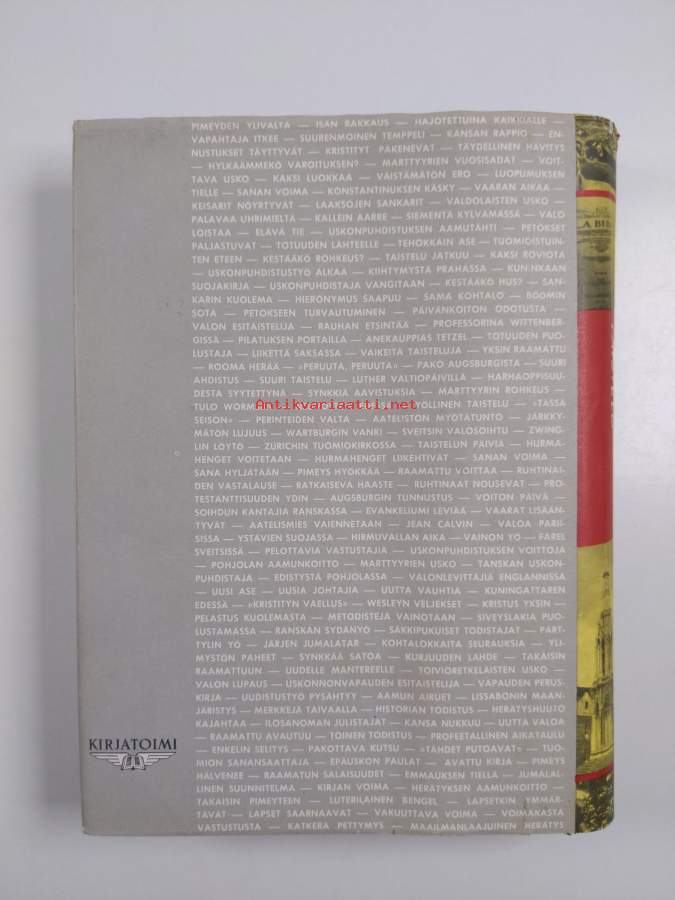 PIMEYDEN YLIVALTA — ISÄN RAKKAUS — HAJOTETTUINA KAIKKIALLE —
VAPAHTAJA ITKEE — SUURENMOINEN TEMPPELI — KANSAN RAPPIO — EN-
NUSTUKSET TÄYTTYVÄT — KRISTITYT PAKENEVAT — TÄYDELLINEN HÄVITYS
— HYLKÄÄMMEKÖ VAROITUKSEN? — MARTTYYRIEN VUOSISADAT — VOIT-
TAVA USKO — KAKSI LUOKKAA — VÄISTÄMÄTÖN ERO — LUOPUMUKSEN
TIELLE — SANAN VOIMA — KONSTANTINUKSEN KÄSKY — VAARAN AIKAA —
KEISARIT NÖYRTYVÄT — LAAKSOJEN SANKARIT — VALDOLAISTEN USKO —
PALAVAA UHRIMIELTÄ — KALLEIN AARRE — SIEMENTÄ KYLVÄMÄSSÄ — VALO
LOISTAA — ELÄVÄ TIE — USKONPUHDISTUKSEN AAMUTÄHTI — PETOKSET
PALJASTUVAT — TOTUUDEN LÄHTEELLE — TEHOKKAIN ASE — TUOMIOISTUIN-
TEN ETEEN — KESTÄÄKÖ ROHKEUS? — TAISTELU JATKUU — KAKSI ROVIOTA
— USKONPUHDISTUSTYÖ ALKAA — KIIHTYMYSTÄ PRAHASSA — KUNINKAAN
SUOJAKIRJA — USKONPUHDISTAJA VANGITAAN — KESTÄÄKÖ HUS? — SAN-
KARIN KUOLEMA — HIERONYMUS SAAPUU — SAMA KOHTALO — BÖÖMIN
SOTA — PETOKSEEN TURVAUTUMINEN — PÄIVÄNKOITON ODOTUSTA —
VALON ESITAISTELIJA — RAUHAN ETSINTÄÄ — PROFESSORINA WITTENBER-
GISSÄ — PILATUKSEN PORTAILLA — ANEKAUPPIAS TETZEL — TOTUUDEN PUO-
LUSTAJA — LIIKETTÄ SAKSASSA — VAIKEITA TAISTELUJA — YKSIN RAAMATTU
— ROOMA HERÄÄ — »PERUUTA, PERUUTA» — PAKO AUGSBURGISTA — SUURI
AHDISTUS — SUURI TAISTELU — LUTHER VALTIOPÄIVILLÄ — HARHAOPPISUU-
DESTA SYYTETTYNÄ — SYNKKIÄ AAVISTUKSIA — MARTTYYRIN ROHKEUS —
TULO WORM
Antikvariaatti.net
VOLLINEN TAISTELU — »TÄSSÄ
SEISON» — PERINTEIDEN VALTA — AATELISTON MYÖTÄTUNTO — JÄRKKY-
MÄTÖN LUJUUS — WARTBURGIN VANKI — SVEITSIN VALOSOIHTU — ZWING-
LIN LÖYTÖ — ZÜRICHIN TUOMIOKIRKOSSA — TAISTELUN PÄIVIÄ — HURMA-
HENGET VOITETAAN — HURMAHENGET LIIKEHTIVÄT — SANAN VOIMA —
SANA HYLJÄTÄÄN — PIMEYS HYÖKKÄÄ — RAAMATTU VOITTAA — RUHTINAI-
DEN VASTALAUSE — RATKAISEVA HAASTE — RUHTINAAT NOUSEVAT — PRO-
TESTANTTISUUDEN YDIN — AUGSBURGIN TUNNUSTUS — VOITON PÄIVÄ —
SOIHDUN KANTAJIA RANSKASSA — EVANKELIUMI LEVIÄÄ — VAARAT LISÄÄN-
TYVÄT — AATELISMIES VAIENNETAAN — JEAN CALVIN — VALOA PARII-
SISSA — YSTÄVIEN SUOJASSA — HIRMUVALLAN AIKA — VAINON YÖ — FAREL
SVEITSISSÄ — PELOTTAVIA VASTUSTAJIA — USKONPUHDISTUKSEN VOITTOJA
— POHJOLAN AAMUNKOITTO — MARTTYYRIEN USKO — TANSKAN USKON-
PUHDISTAJA — EDISTYSTÄ POHJOLASSA — VALONLEVITTÄJIÄ ENGLANNISSA
— UUSI ASE — UUSIA JOHTAJIA — UUTTA VAUHTIA — KUNINGATTAREN
EDESSÄ — »KRISTITYN VAELLUS» — WESLEYN VELJEKSET — KRISTUS YKSIN —
PELASTUS KUOLEMASTA — METODISTEJA VAINOTAAN — SIVEYSLAKIA PUO-
LUSTAMASSA — RANSKAN SYDÄNYÖ — SÄKKIPUKUISET TODISTAJAT — PART-
TYLIN YÖ — JÄRJEN JUMALATAR — KOHTALOKKAITA SEURAUKSIA — YLI-
MYSTÖN PAHEET — SYNKKÄÄ SATOA — KURJUUDEN LÄHDE — TAKAISIN
RAAMATTUUN — UUDELLE MANTEREELLE — TOIVIORETKELÄISTEN USKO —
VALON LUPAUS — USKONNONVAPAUDEN ESITAISTELIJA — VAPAUDEN PERUS-
KIRJA — UUDISTUSTYÖ PYSÄHTYY — AAMUN AIRUET — LISSABONIN MAAN-
JÄRISTYS — MERKKEJÄ TAIVAALLA — HISTORIAN TODISTUS — HERÄTYSHUUTO
KAJAHTAA — ILOSANOMAN JULISTAJAT — KANSA NUKKUU — UUTTA VALOA
— RAAMATTU AVAUTUU — TOINEN TODISTUS — PROFEETALLINEN AIKATAULU
— ENKELIN SELITYS — PAKOTTAVA KUTSU — »TÄHDET PUTOAVAT» — TUO-
MION SANANSAATTAJA — EPÄUSKON PAULAT — AVATTU KIRJA — PIMEYS
HÄLVENEE — RAAMATUN SALAISUUDET — EMMAUKSEN TIELLÄ — JUMALAL-
LINEN SUUNNITELMA — KIRJAN VOIMA — HERÄTYKSEN AAMUNKOITTO —
TAKAISIN PIMEYTEEN — LUTERILAINEN BENGEL — LAPSETKIN YMMÄR-
TÄVÄT — LAPSET SAARNAAVAT — VAKUUTTAVA VOIMA — VOIMAKASTA
VASTUSTUSTA — KATKERA PETTYMYS — MAAILMANLAAJUINEN HERÄTYS
KIRJATOIMI